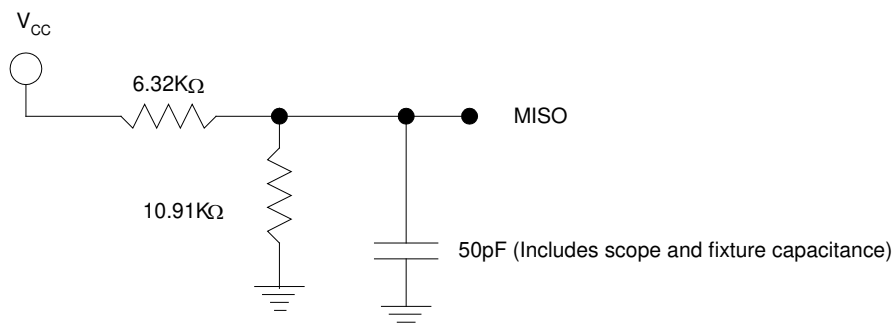 V_CC
6.32KΩ
MISO
10.91KΩ
50pF (Includes scope and fixture capacitance)